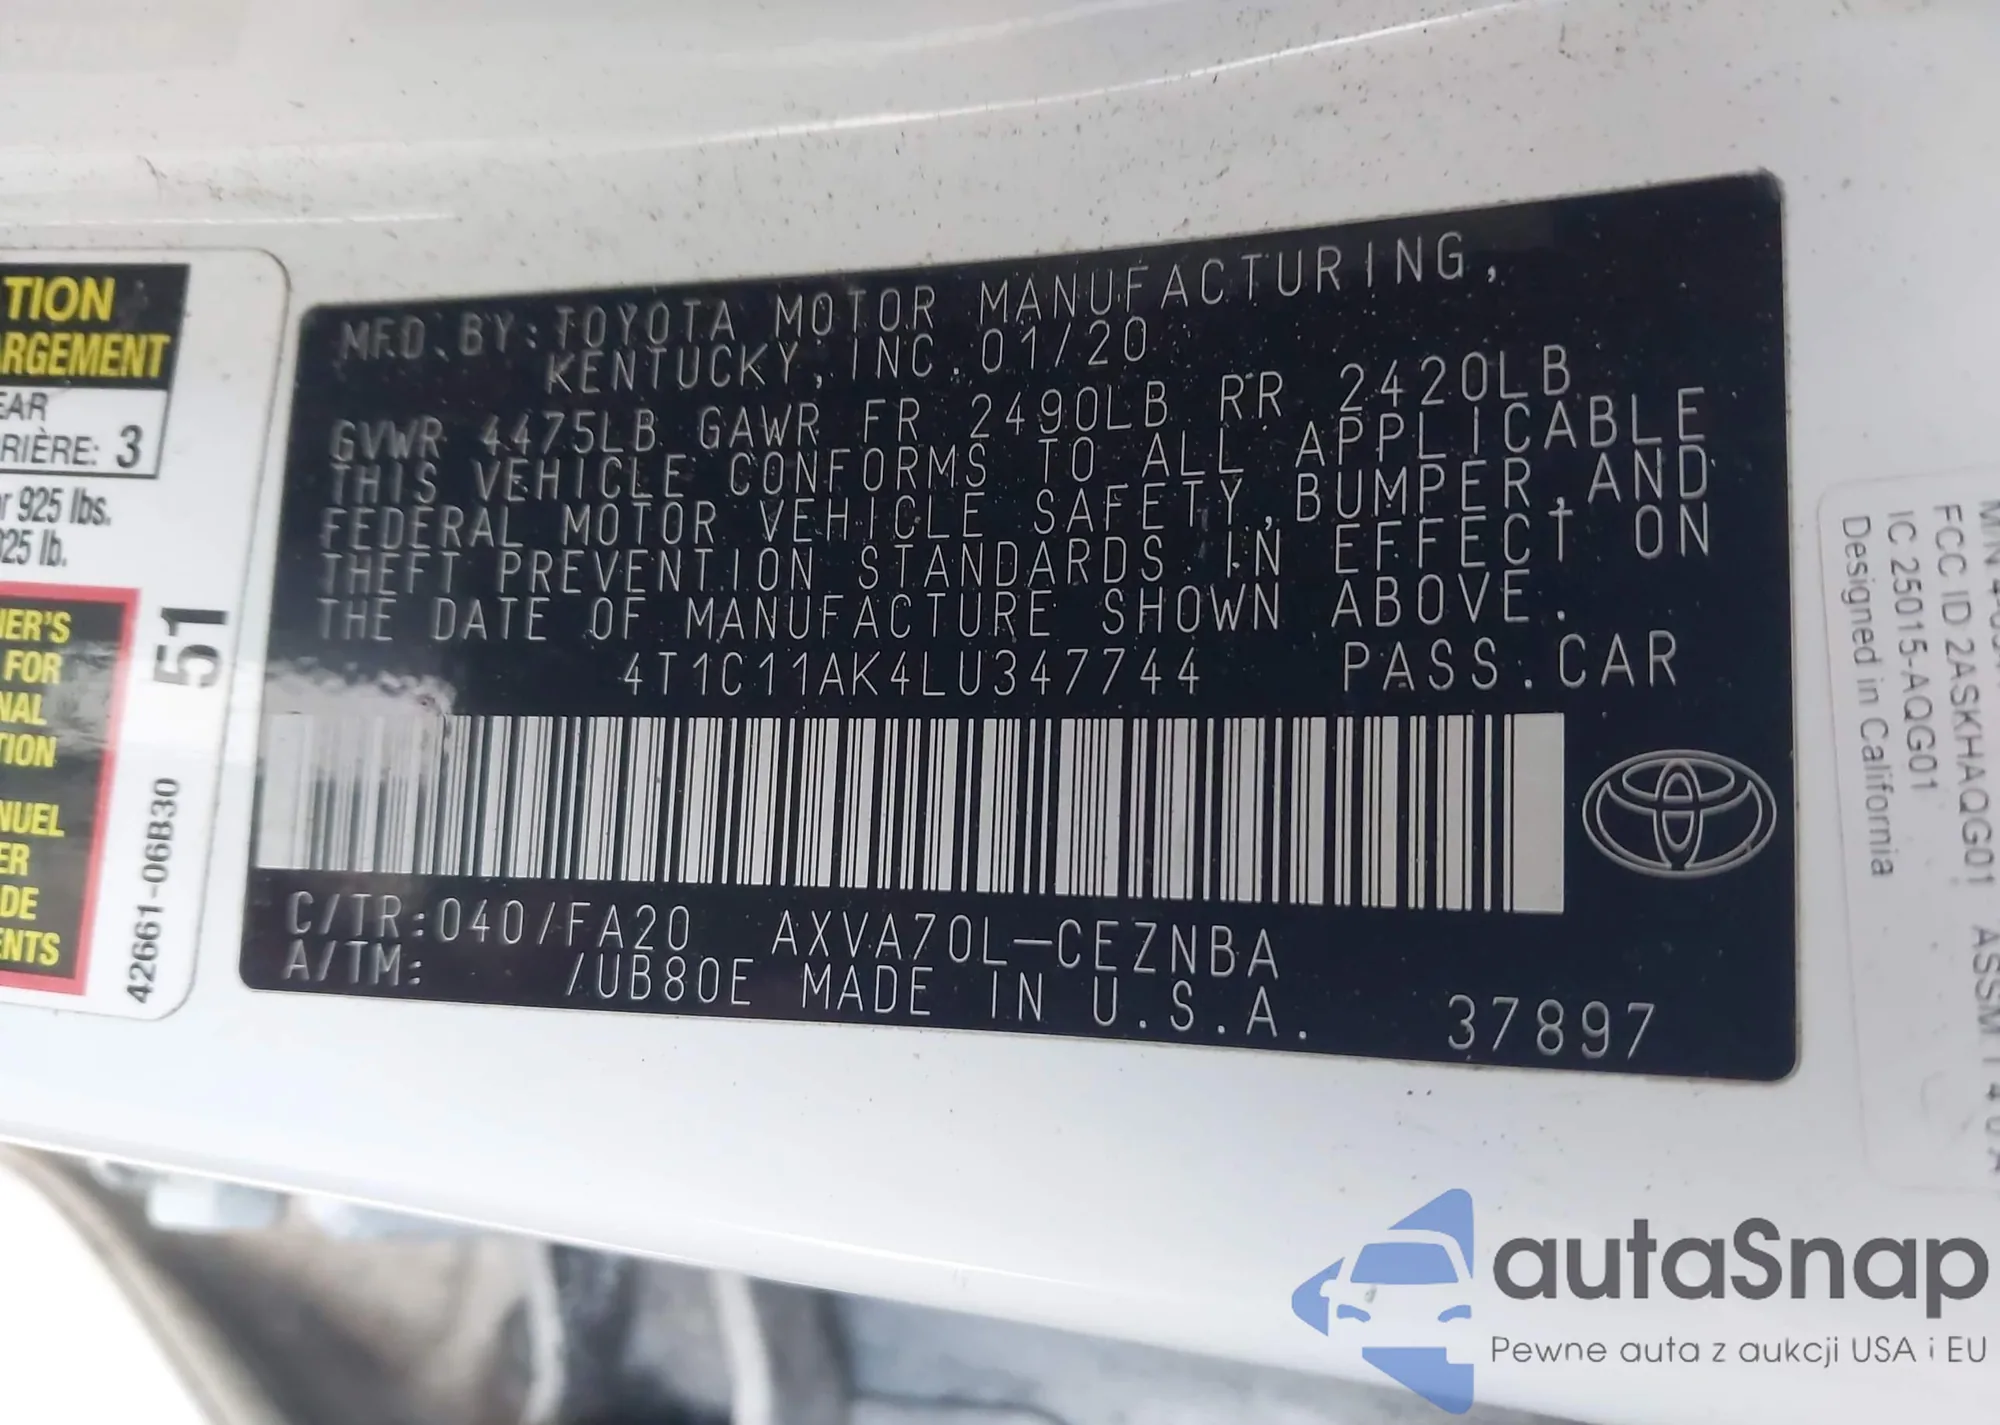 TION
ARGEMENT
EAR
RIÈRE: 3
r 925 lbs.
25 lb.
NER'S
FOR
NAL
TION
NUEL
ER
DE
ENTS
51
42661-06B30
MFD. BY: TOYOTA MOTOR MANUFACTURING,
KENTUCKY, INC. 01/20
GVWR 4475LB GAWR FR 2490LB RR 2420LB
THIS VEHICLE CONFORMS TO ALL APPLICABLE
FEDERAL MOTOR VEHICLE SAFETY, BUMPER, AND
THEFT PREVENTION STANDARDS IN EFFECT ON
THE DATE OF MANUFACTURE SHOWN ABOVE.
4T1C11AK4LU347744 PASS. CAR
C/TR: 040/FA20 AXVA70L-CEZNBA
A/TM: /UB80E MADE IN U.S.A. 37897
FCC ID 2ASKHAQG01
IC 25015-AQG01
Designed in California
autaSnap
Pewne auta z aukcji USA i EU